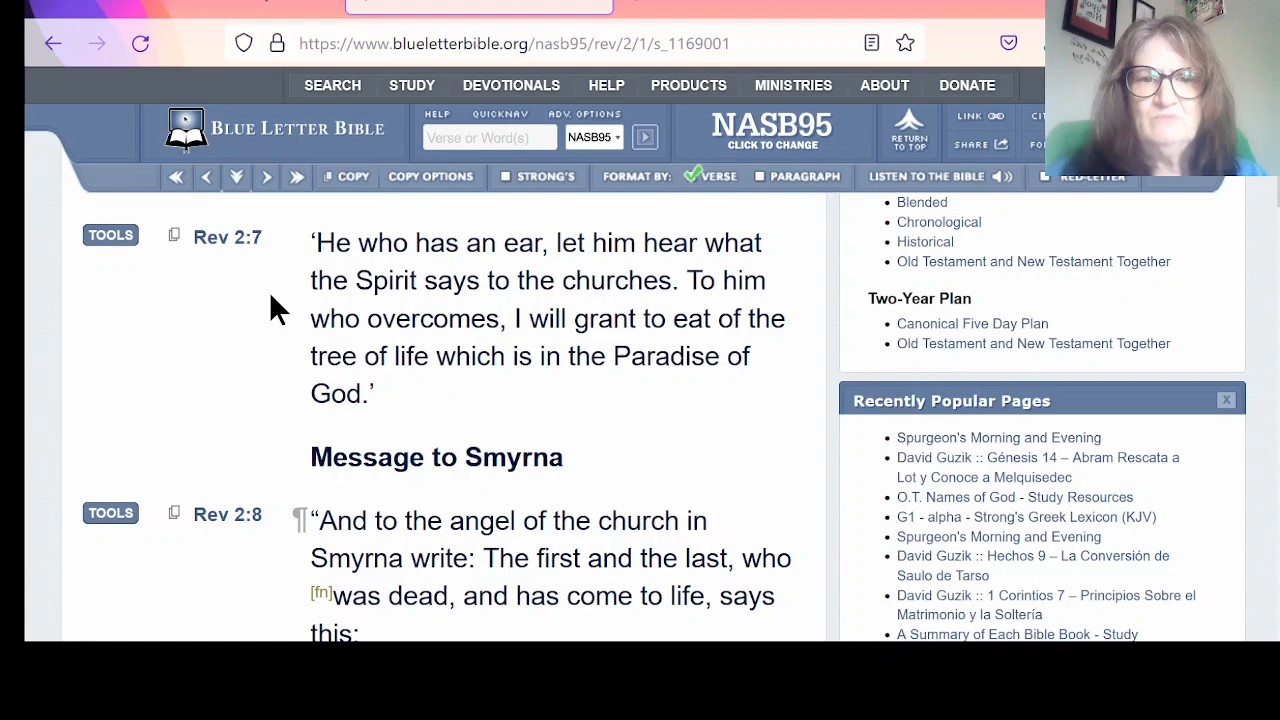 https://www.blueletterbible.org/nasb95/rev/2/1/s_1169001
SEARCH STUDY DEVOTIONALS HELP PRODUCTS MINISTRIES ABOUT DONATE
BLUE LETTER BIBLE
HELP QUICKNAV ADV. OPTIONS
Verse or Word(s) NASB95
NASB95
CLICK TO CHANGE
RETURN
TO TOP
LINK
SHARE
COPY COPY OPTIONS STRONG'S FORMAT BY: VERSE PARAGRAPH LISTEN TO THE BIBLE RED-LETTER
TOOLS Rev 2:7 ‘He who has an ear, let him hear what
the Spirit says to the churches. To him
who overcomes, I will grant to eat of the
tree of life which is in the Paradise of
God.’
Message to Smyrna
TOOLS Rev 2:8 ¶“And to the angel of the church in
Smyrna write: The first and the last, who
[fn]was dead, and has come to life, says
this:
Blended
Chronological
Historical
Old Testament and New Testament Together
Two-Year Plan
Canonical Five Day Plan
Old Testament and New Testament Together
Recently Popular Pages X
Spurgeon's Morning and Evening
David Guzik :: Génesis 14 – Abram Rescata a
Lot y Conoce a Melquisedec
O.T. Names of God - Study Resources
G1 - alpha - Strong's Greek Lexicon (KJV)
Spurgeon's Morning and Evening
David Guzik :: Hechos 9 – La Conversión de
Saulo de Tarso
David Guzik :: 1 Corintios 7 – Principios Sobre el
Matrimonio y la Soltería
A Summary of Each Bible Book - Study